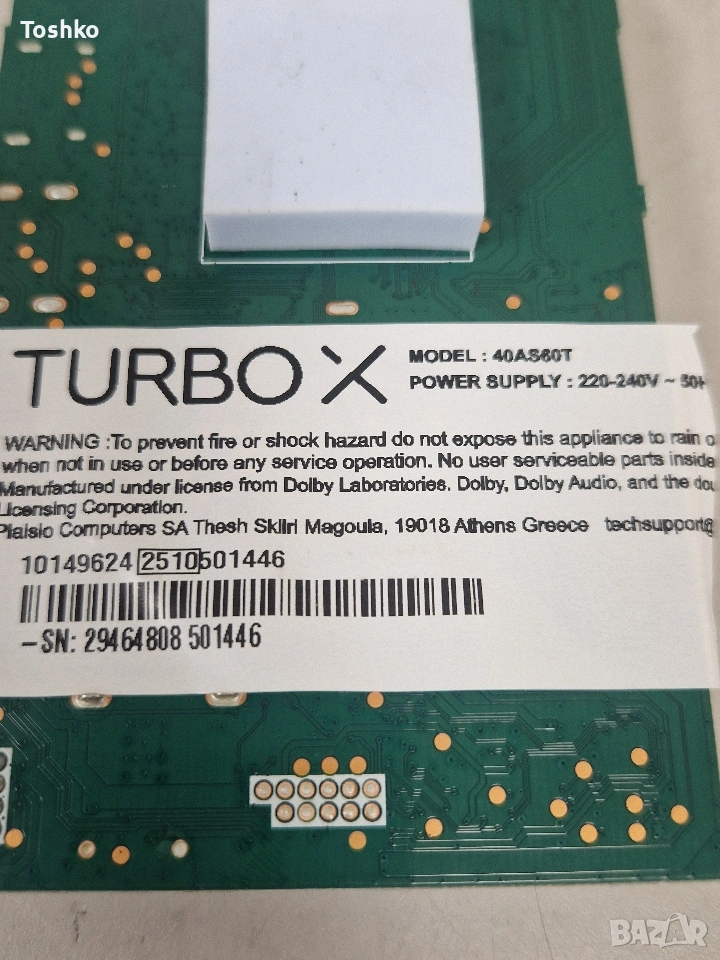 Toshko
TURBO X
MODEL : 40AS60T
POWER SUPPLY : 220-240V ~ 50H
WARNING :To prevent fire or shock hazard do not expose this appliance to rain o
when not in use or before any service operation. No user serviceable parts inside
Manufactured under license from Dolby Laboratories. Dolby, Dolby Audio, and the dou
Licensing Corporation.
Plaisio Computers SA Thesh Skliri Magoula, 19018 Athens Greece techsupport@
10149624 2510501446
-SN: 29464808 501446
BAZAR